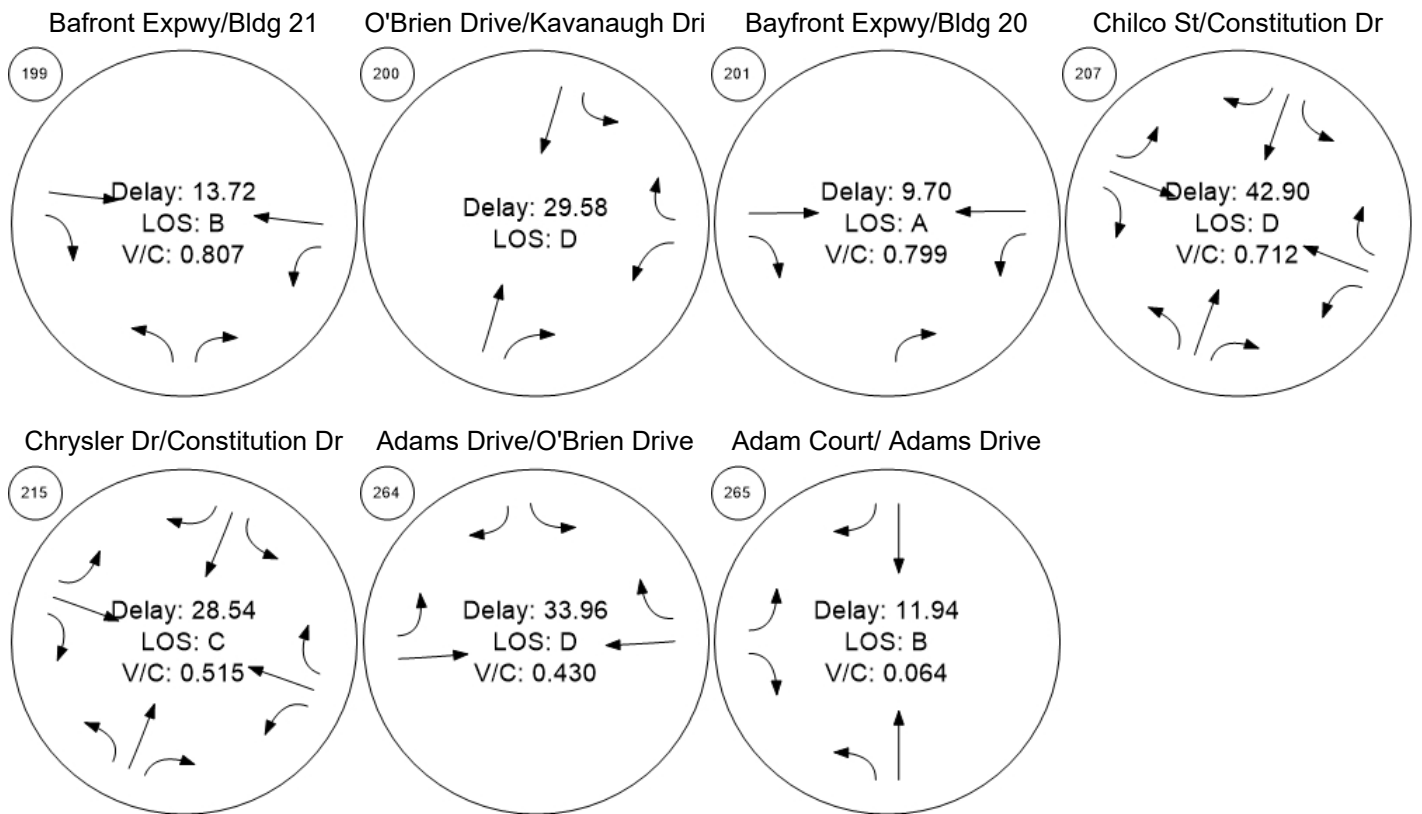 Bafront Expwy/Bldg 21
199
Delay: 13.72
LOS: B
V/C: 0.807
O'Brien Drive/Kavanaugh Dri
200
Delay: 29.58
LOS: D
Bayfront Expwy/Bldg 20
201
Delay: 9.70
LOS: A
V/C: 0.799
Chilco St/Constitution Dr
207
Delay: 42.90
LOS: D
V/C: 0.712
Chrysler Dr/Constitution Dr
215
Delay: 28.54
LOS: C
V/C: 0.515
Adams Drive/O'Brien Drive
264
Delay: 33.96
LOS: D
V/C: 0.430
Adam Court/ Adams Drive
265
Delay: 11.94
LOS: B
V/C: 0.064